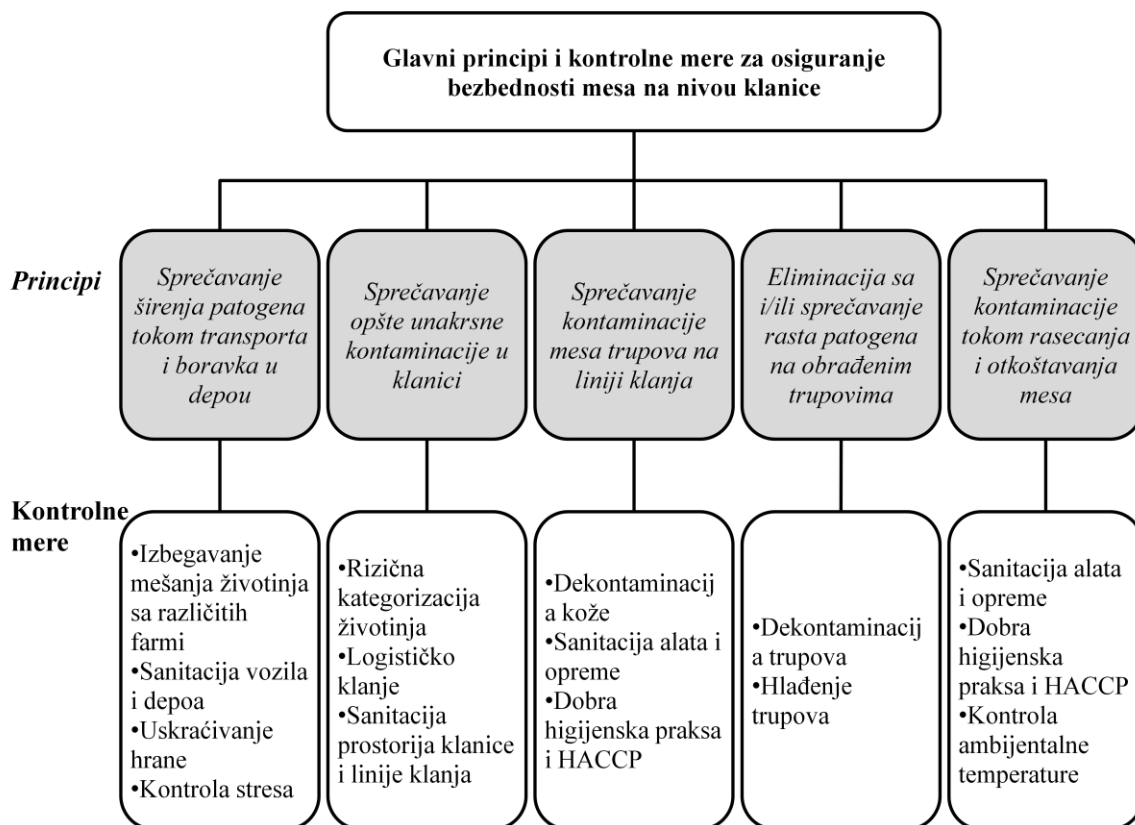 Glavni principi i kontrolne mere za osiguranje
bezbednosti mesa na nivou klanice
Principi
Sprečavanje
širenja patogena
tokom transporta
i boravka u
depou
Sprečavanje
opšte unakrsne
kontaminacije u
klanici
Sprečavanje
kontaminacije
mesa trupova na
liniji klanja
Eliminacija sa
i/ili sprečavanje
rasta patogena
na obrađenim
trupovima
Sprečavanje
kontaminacije
tokom rasecanja
i otkoštavanja
mesa
Kontrolne
mere
•Izbegavanje
mešanja životinja
sa različitih
farmi
•Sanitacija vozila
i depoa
•Uskraćivanje
hrane
•Kontrola stresa
•Rizična
kategorizacija
životinja
•Logističko
klanje
•Sanitacija
prostorija klanice
i linije klanja
•Dekontaminacij
a kože
•Sanitacija alata i
opreme
•Dobra
higijenska praksa
i HACCP
•Dekontaminacij
a trupova
•Hlađenje
trupova
•Sanitacija alata
i opreme
•Dobra
higijenska
praksa i HACCP
•Kontrola
ambijentalne
temperature